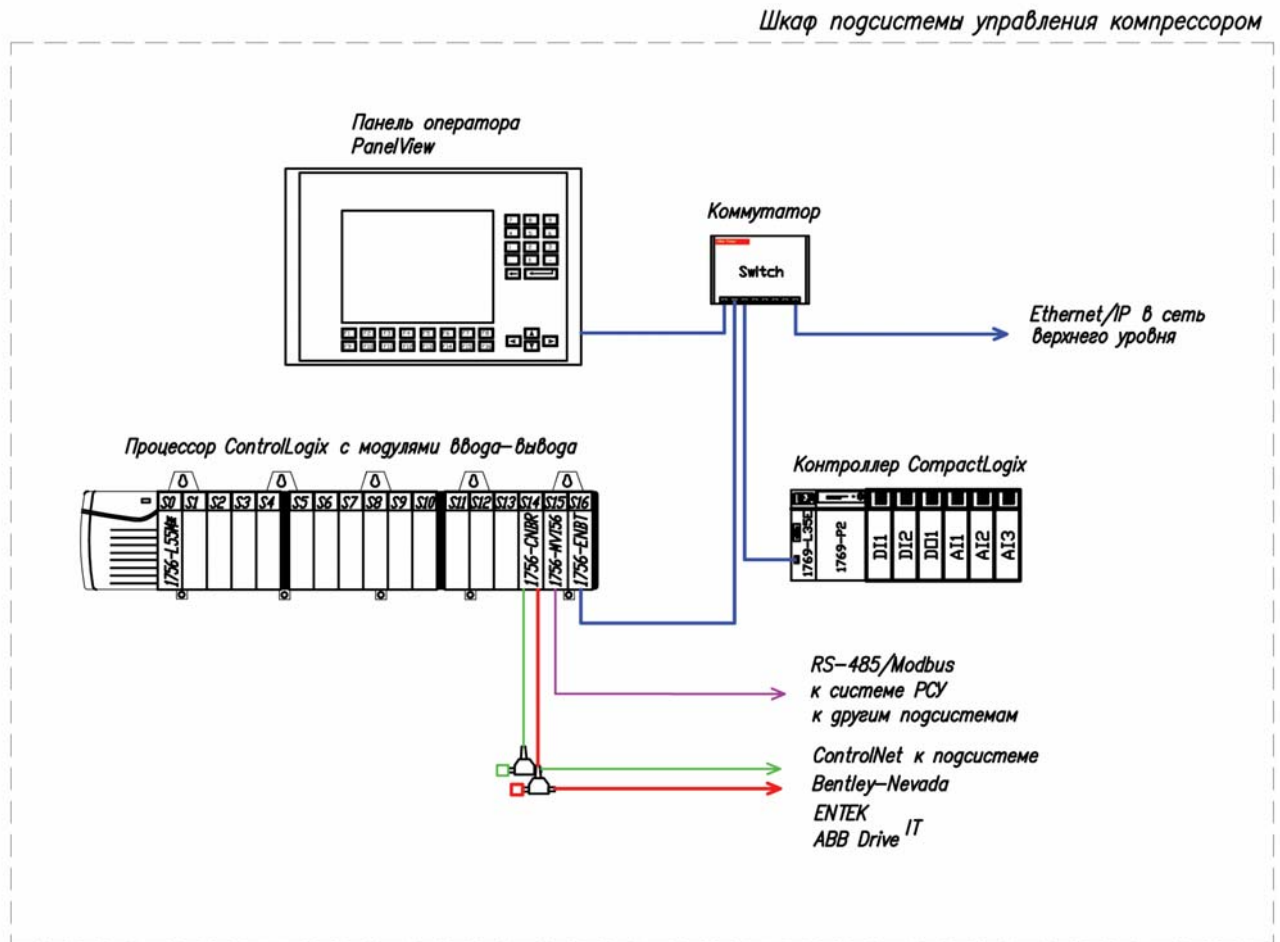 Шкаф подсистемы управления компрессором
Панель оператора
PanelView
Коммутатор
Switch
Ethernet/IP в сеть
верхнего уровня
Процессор ControlLogix с модулями ввода-вывода
S0 S1 S2 S3 S4 S5 S6 S7 S8 S9 S10 S11 S12 S13 S14 S15 S16
1756-CNBR
1756-MVI56
1756-ENBT
Контроллер CompactLogix
1769-L35E
1769-P2
DI1
DI2
DO1
AI1
AI2
AI3
RS-485/Modbus
к системе РСУ
к другим подсистемам
ControlNet к подсистеме
Bentley-Nevada
ENTEK
ABB Drive IT